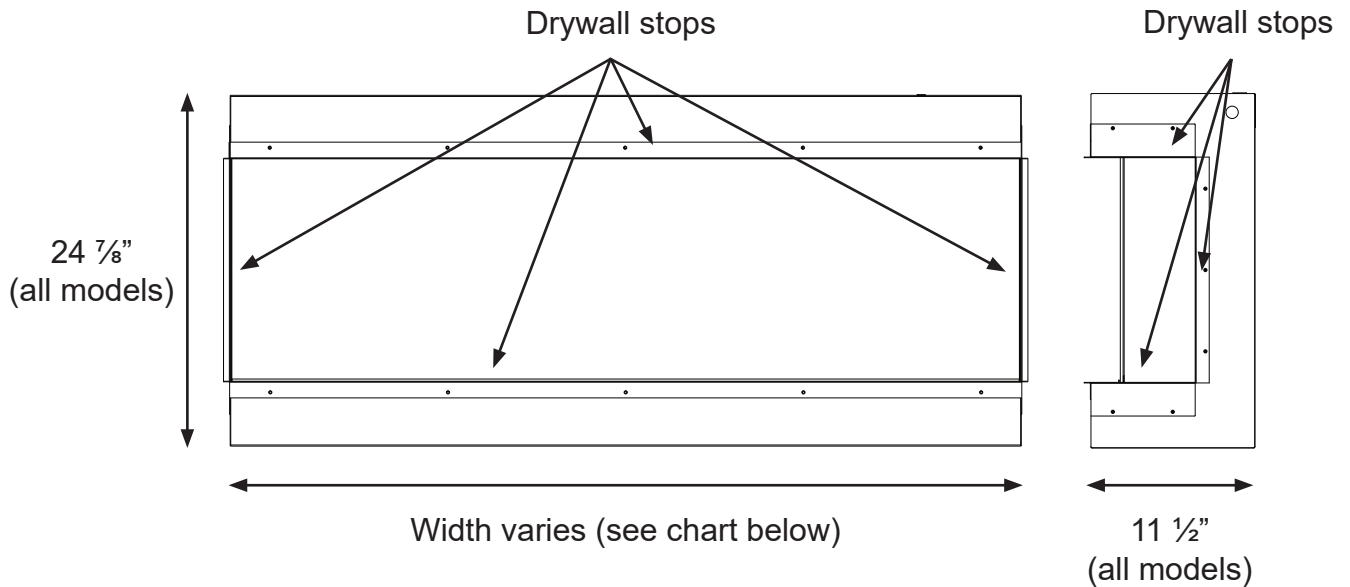 Drywall stops
Drywall stops
24 ⅞”
(all models)
Width varies (see chart below)
11 ½”
(all models)